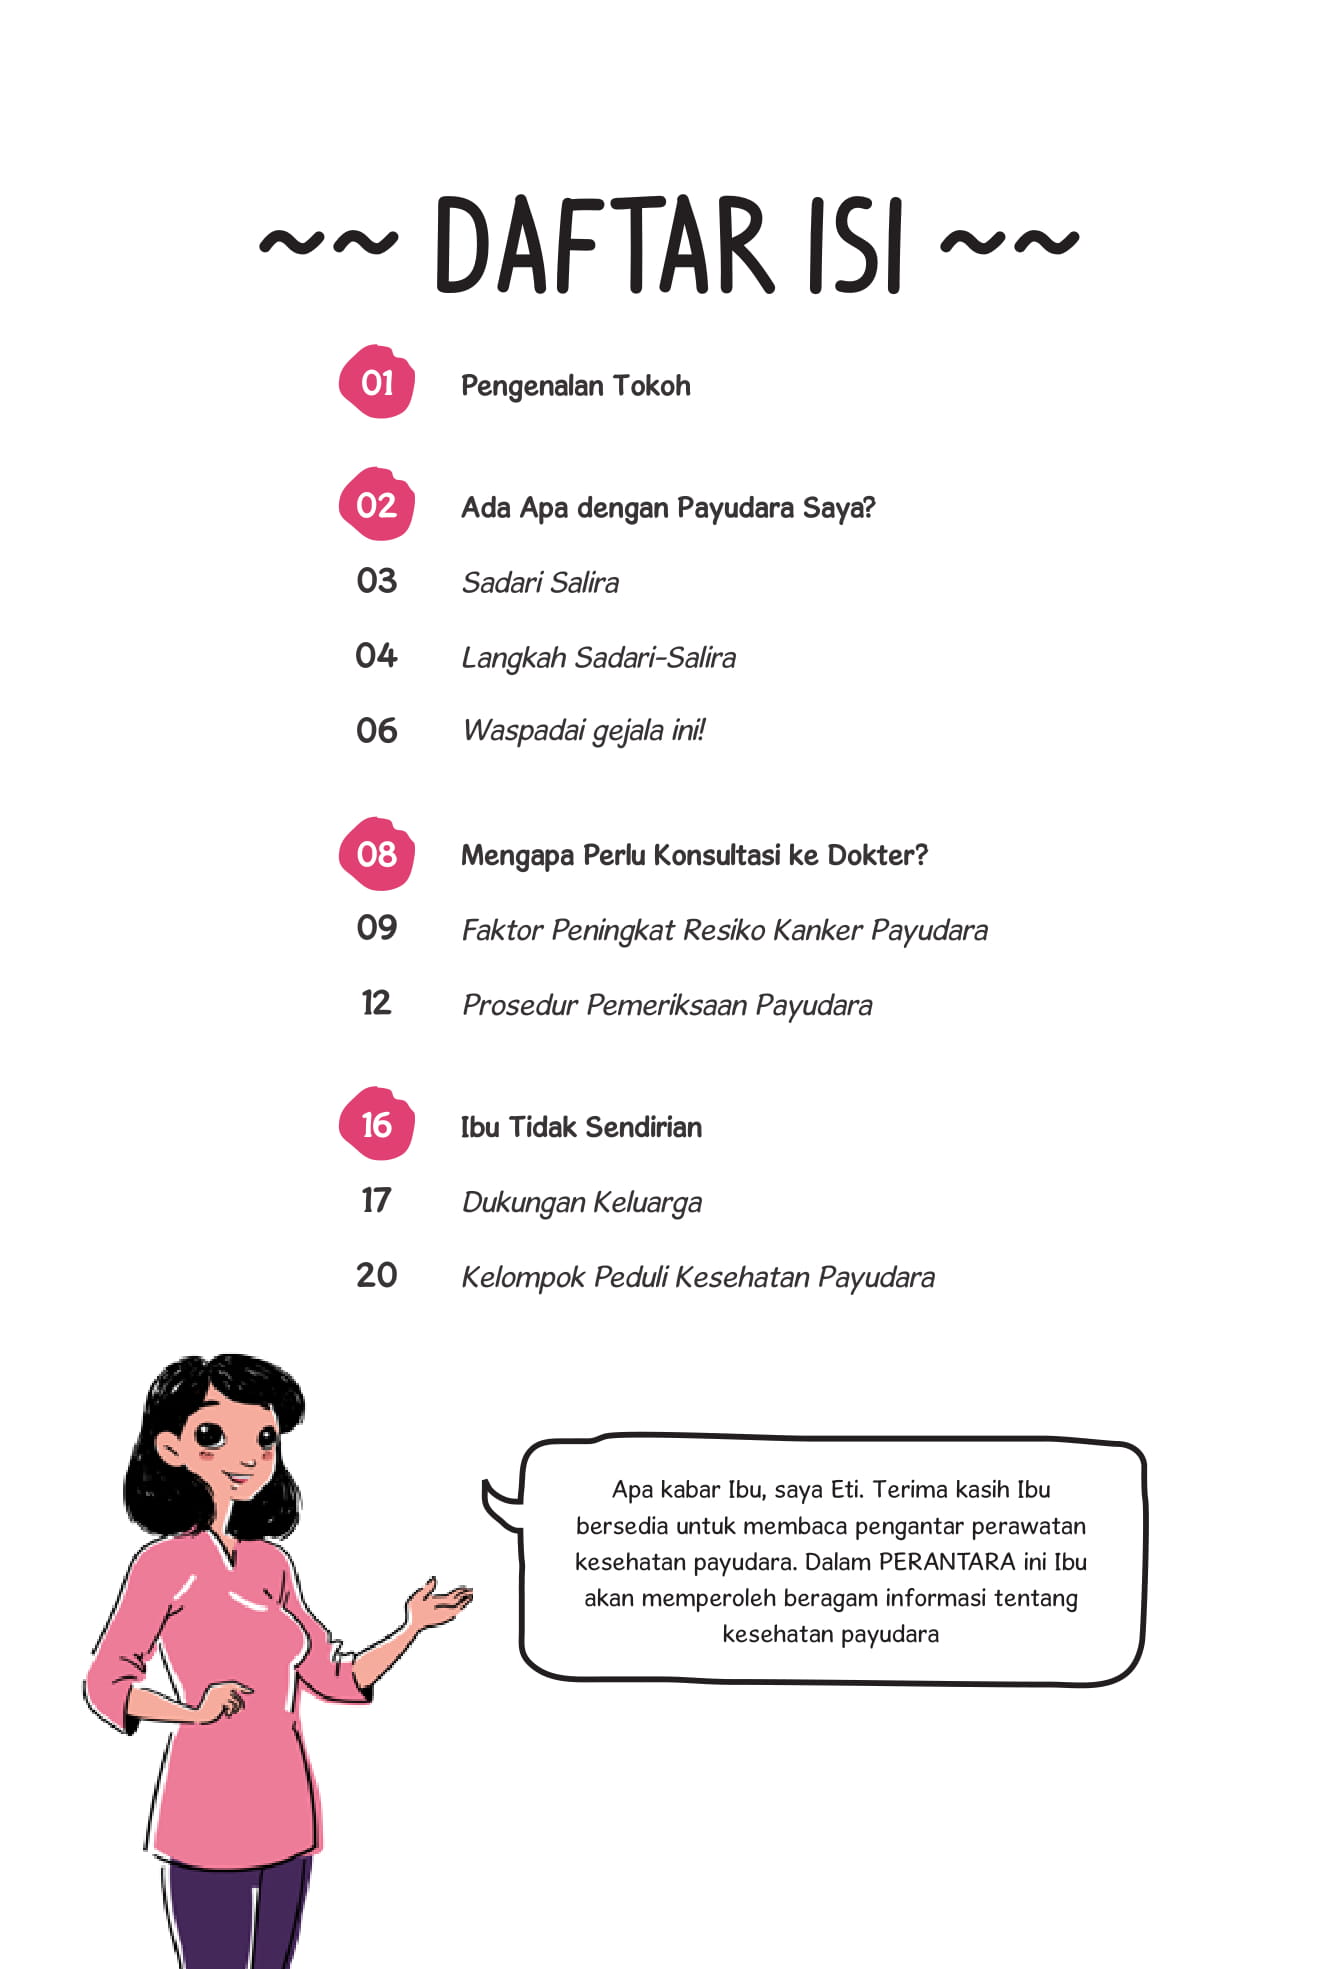 ~~ DAFTAR ISI ~~
01 Pengenalan Tokoh
02 Ada Apa dengan Payudara Saya?
03 Sadari Salira
04 Langkah Sadari-Salira
06 Waspadai gejala ini!
08 Mengapa Perlu Konsultasi ke Dokter?
09 Faktor Peningkat Resiko Kanker Payudara
12 Prosedur Pemeriksaan Payudara
16 Ibu Tidak Sendirian
17 Dukungan Keluarga
20 Kelompok Peduli Kesehatan Payudara
Apa kabar Ibu, saya Eti. Terima kasih Ibu
bersedia untuk membaca pengantar perawatan
kesehatan payudara. Dalam PERANTARA ini Ibu
akan memperoleh beragam informasi tentang
kesehatan payudara